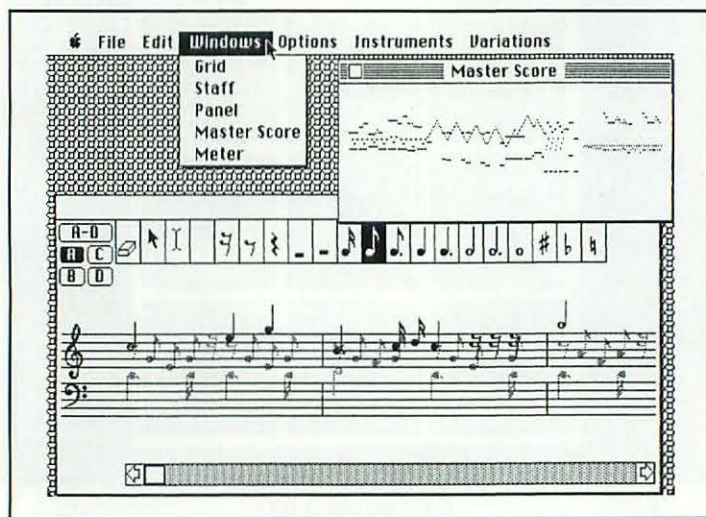 File Edit Windows Options Instruments Variations
Grid
Staff
Panel
Master Score
Meter
Master Score
A-D
A C
B D